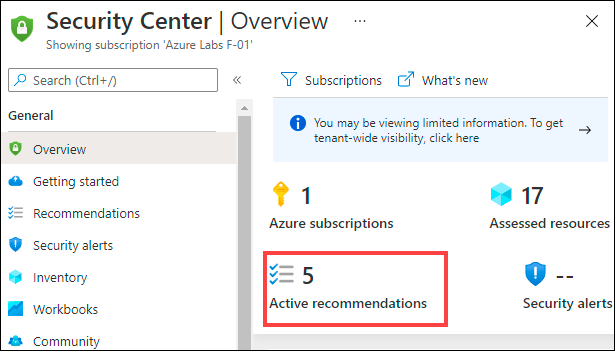 Security Center | Overview ...
Showing subscription 'Azure Labs F-01'
Search (Ctrl+/)
«
General
Overview
Getting started
Recommendations
Security alerts
Inventory
Workbooks
Community
Subscriptions
What's new
You may be viewing limited information. To get
tenant-wide visibility, click here
1
Azure subscriptions
17
Assessed resources
5
Active recommendations
--
Security alerts